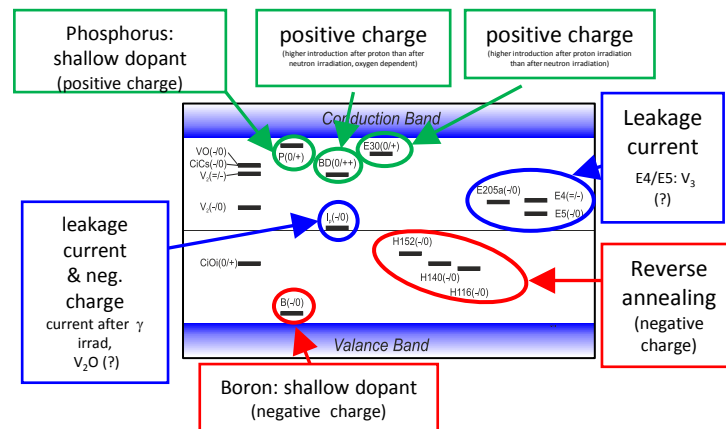 Phosphorus:
shallow dopant
(positive charge)
positive charge
(higher introduction after proton than after
neutron irradiation, oxygen dependent)
positive charge
(higher introduction after proton irradiation
than after neutron irradiation)
Leakage
current
E4/E5: V3
(?)
leakage
current
& neg.
charge
current after γ
irrad,
V2O (?)
Conduction Band
VO(-/0)
CiCs(-/0)
V2(=/-)
V2(-/0)
CiOi(0/+)
P(0/+)
BD(0/++)
E30(0/+)
E205a(-/0)
E4(=/-)
E5(-/0)
H152(-/0)
H140(-/0)
H116(-/0)
B(-/0)
Valance Band
Reverse
annealing
(negative
charge)
Boron: shallow dopant
(negative charge)